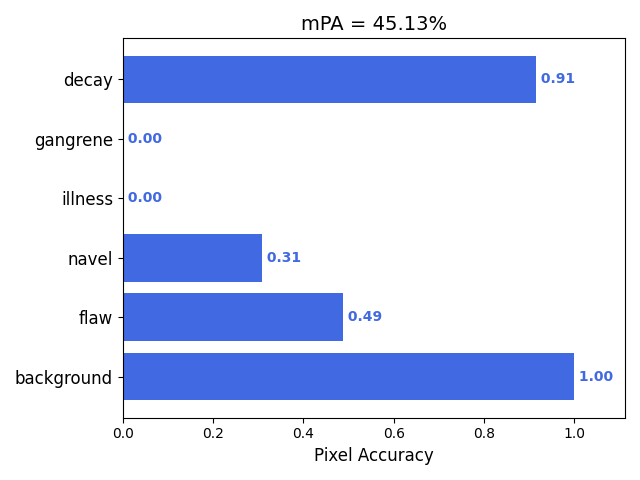 mPA = 45.13%
decay 0.91
gangrene 0.00
illness 0.00
navel 0.31
flaw 0.49
background 1.00
0.0 0.2 0.4 0.6 0.8 1.0
Pixel Accuracy